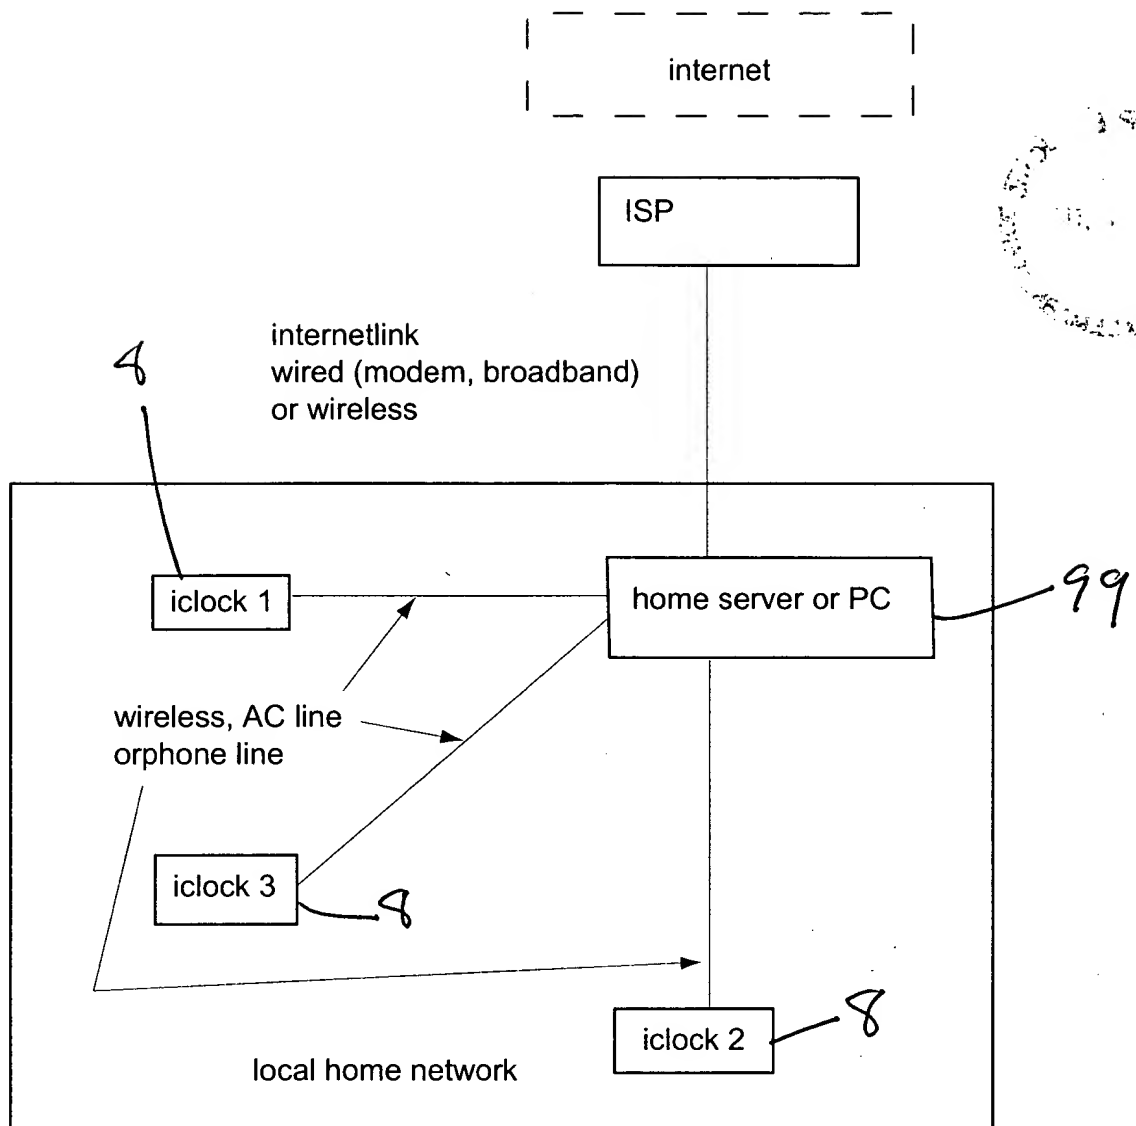 internet
ISP
internetlink
wired (modem, broadband)
or wireless
8
iclock 1
home server or PC
99
wireless, AC line
orphone line
iclock 3
8
iclock 2
8
local home network